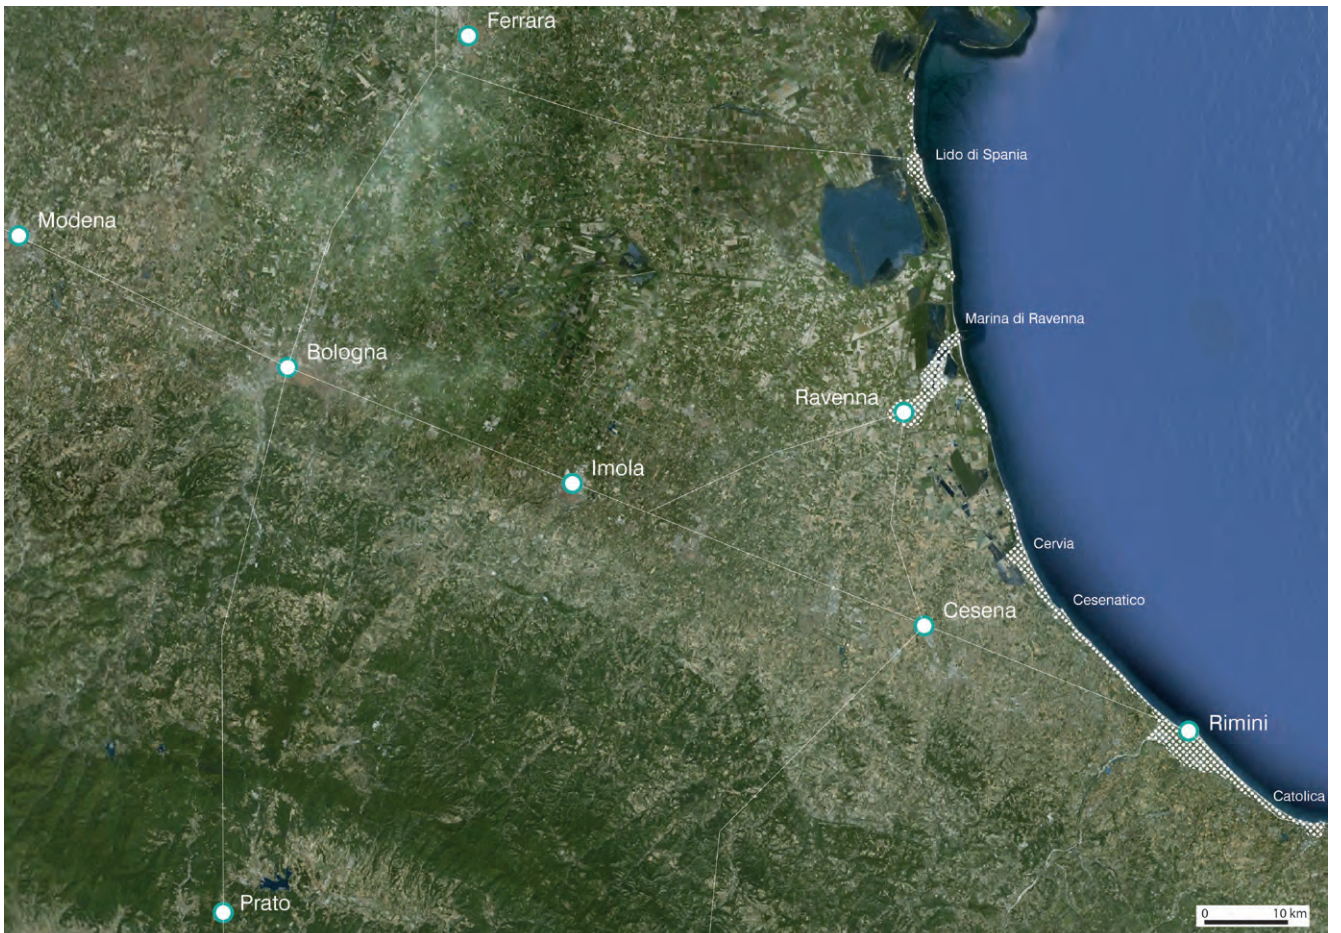 Ferrara
Lido di Spania
Modena
Marina di Ravenna
Bologna
Ravenna
Imola
Cervia
Cesenatico
Cesena
Rimini
Catolica
Prato
0 10 km